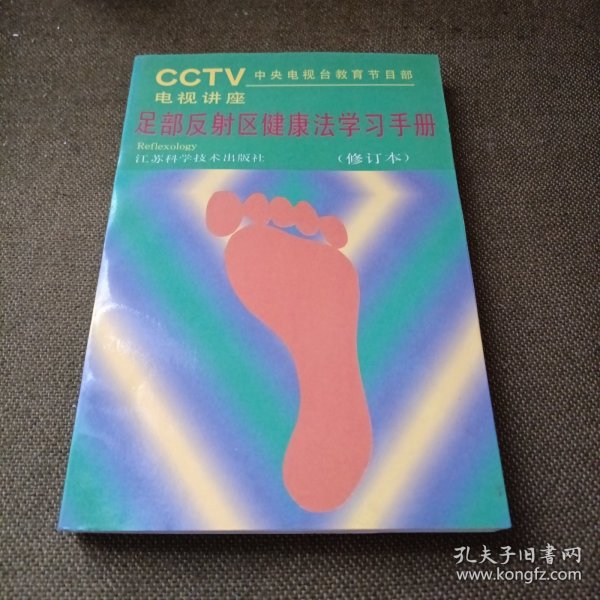 CCTV 中央电视台教育节目部
电视讲座
足部反射区健康法学习手册
Reflexology
江苏科学技术出版社 （修订本）
孔夫子旧书网
www.kongfz.com